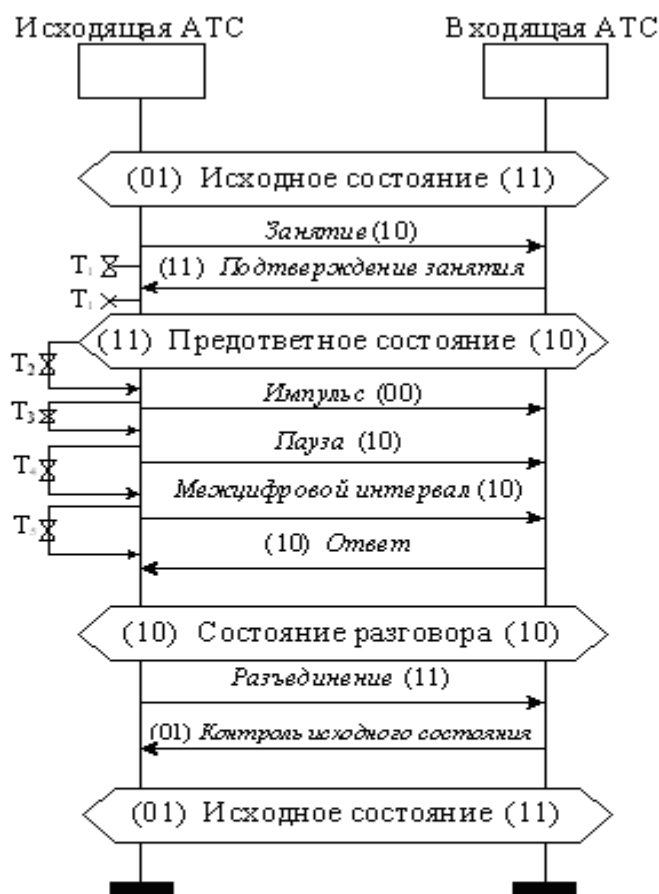 Исходящая АТС
Входящая АТС
(01) Исходное состояние (11)
Занятие (10)
T₁
(11) Подтверждение занятия
T₁
(11) Предответное состояние (10)
T₂
Импульс (00)
T₃
Пауза (10)
T₄
Межцифровой интервал (10)
T₅
(10) Ответ
(10) Состояние разговора (10)
Разъединение (11)
(01) Контроль исходного состояния
(01) Исходное состояние (11)